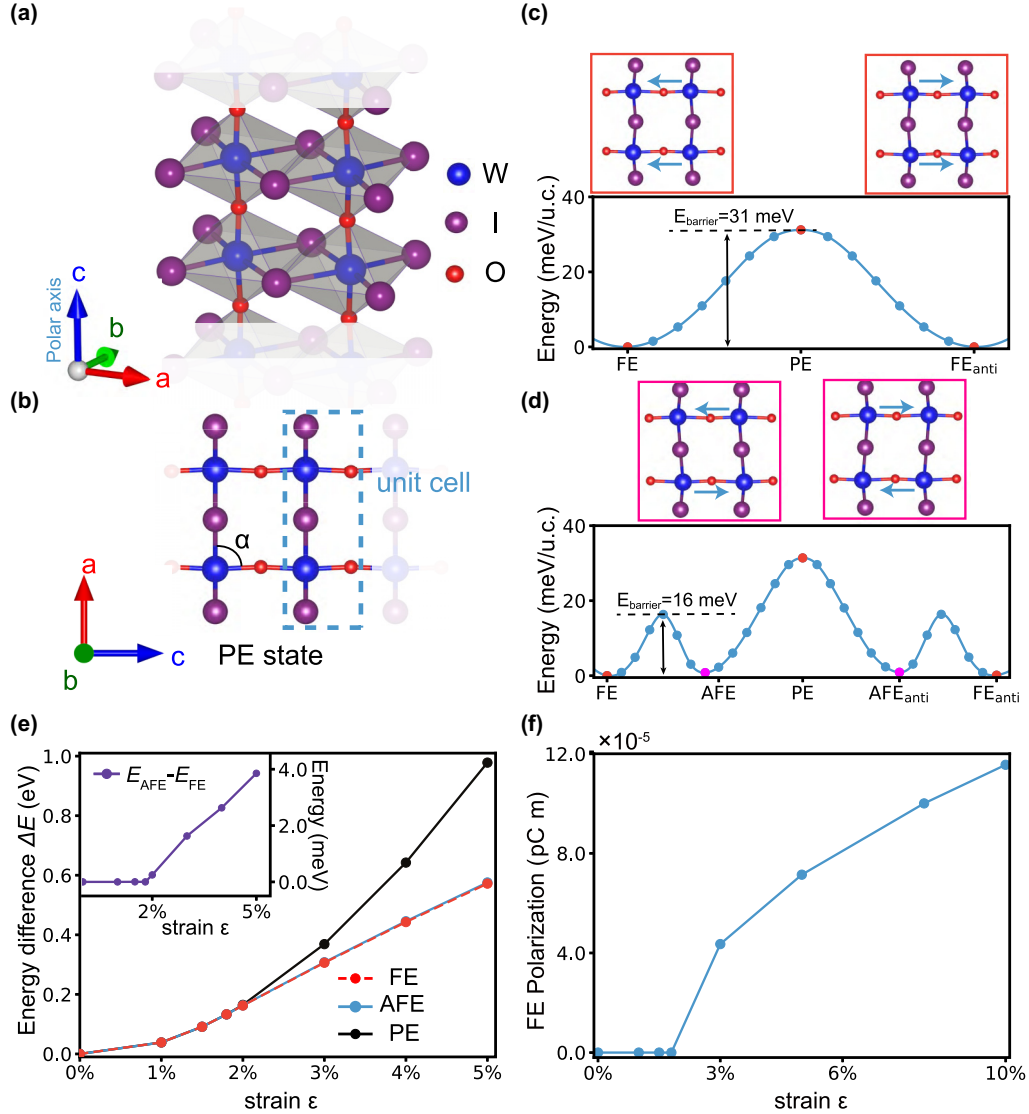 (a)
W
I
O
Polar axis
c
b
a
(b)
unit cell
α
a
b
c
PE state
(c)
Energy (meV/u.c.)
40
20
0
E_barrier=31 meV
FE
PE
FE_anti
(d)
Energy (meV/u.c.)
40
20
0
E_barrier=16 meV
FE
AFE
PE
AFE_anti
FE_anti
(e)
Energy difference ΔE (eV)
1.0
0.8
0.6
0.4
0.2
0.0
E_AFE-E_FE
Energy (meV)
4.0
2.0
0.0
2%
5%
strain ε
FE
AFE
PE
0%
1%
2%
3%
4%
5%
strain ε
(f)
×10⁻⁵
FE Polarization (pC m)
12.0
8.0
4.0
0.0
0%
3%
6%
10%
strain ε